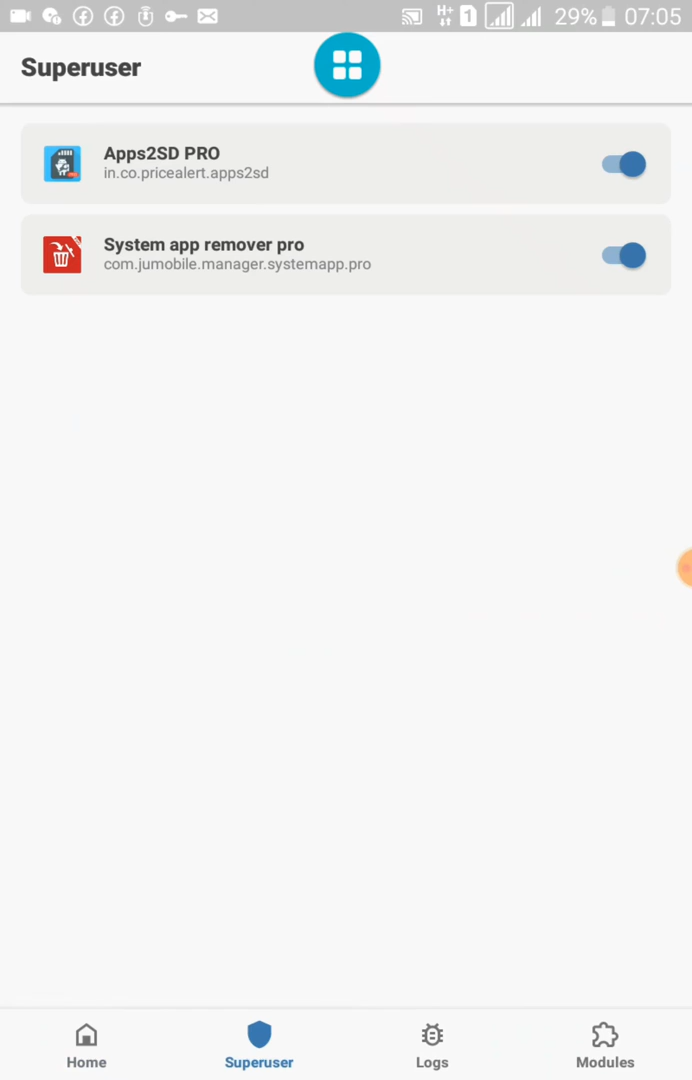 H+ 1 29% 07:05
Superuser
Apps2SD PRO
in.co.pricealert.apps2sd
System app remover pro
com.jumobile.manager.systemapp.pro
Home Superuser Logs Modules